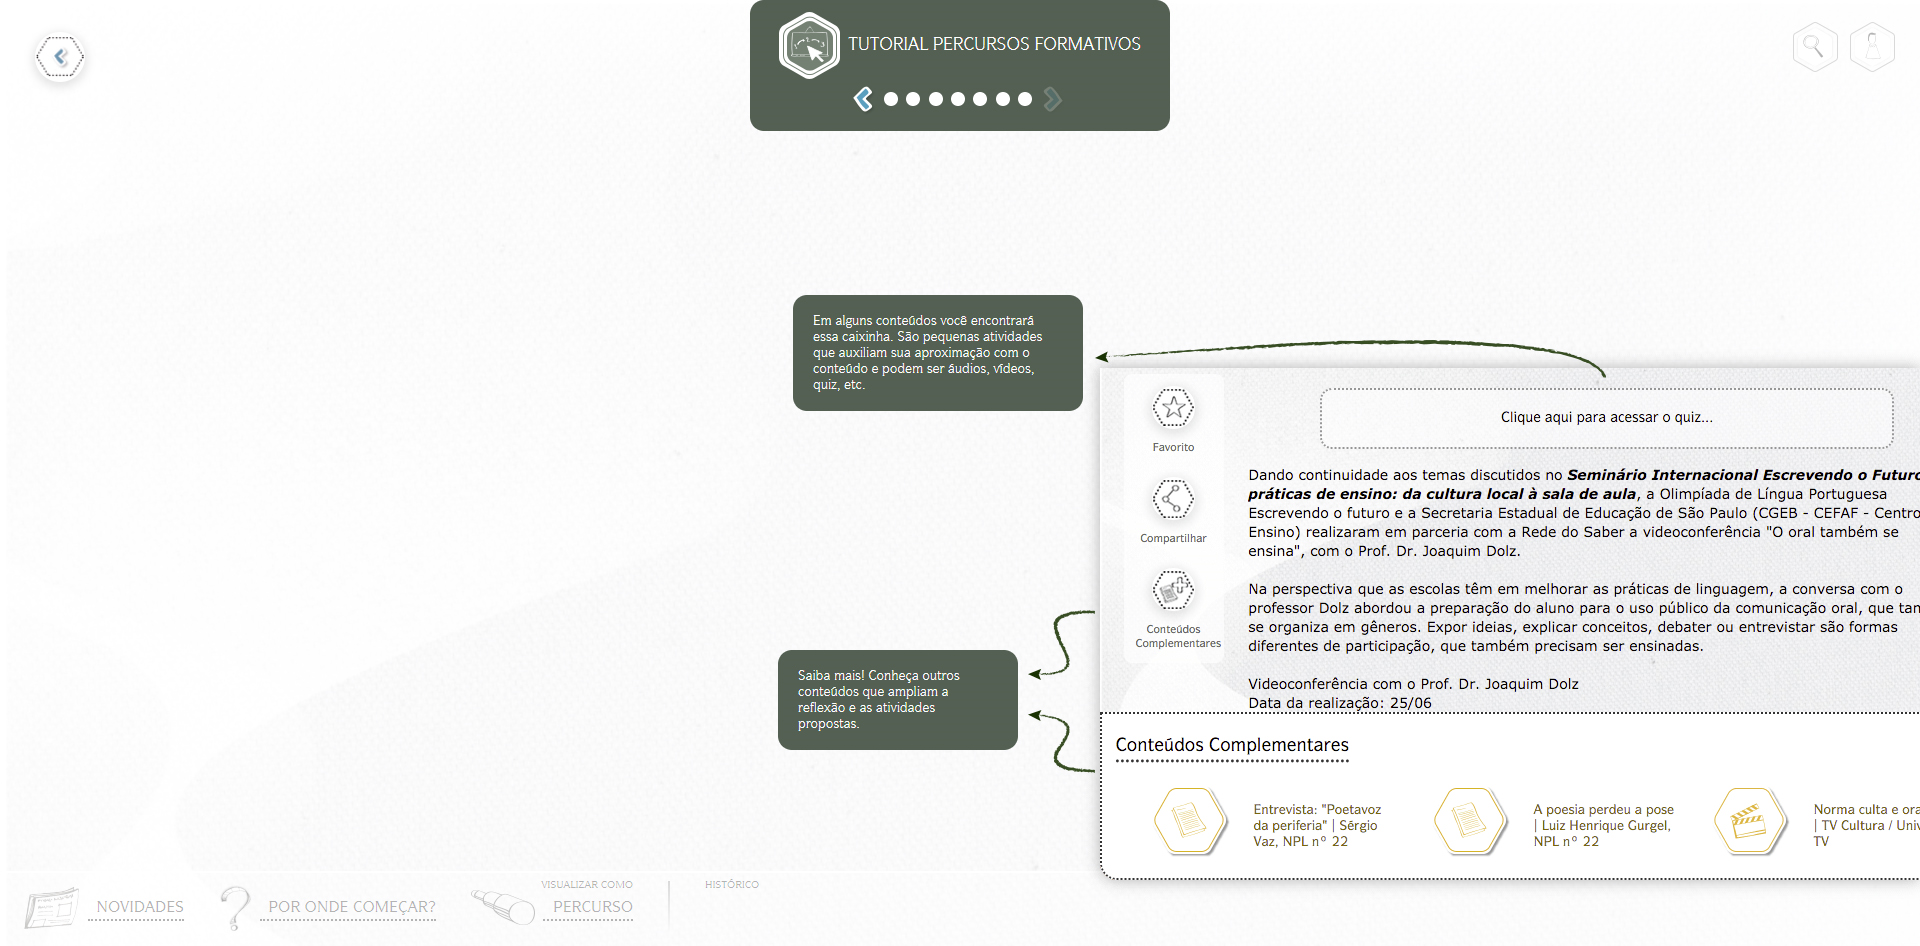 TUTORIAL PERCURSOS FORMATIVOS
Em alguns conteúdos você encontrará
essa caixinha. São pequenas atividades
que auxiliam sua aproximação com o
conteúdo e podem ser áudios, vídeos,
quiz, etc.
Clique aqui para acessar o quiz...
Favorito
Compartilhar
Conteúdos
Complementares
Dando continuidade aos temas discutidos no Seminário Internacional Escrevendo o Futuro
práticas de ensino: da cultura local à sala de aula, a Olimpíada de Língua Portuguesa
Escrevendo o futuro e a Secretaria Estadual de Educação de São Paulo (CGEB - CEFAF - Centro
Ensino) realizaram em parceria com a Rede do Saber a videoconferência "O oral também se
ensina", com o Prof. Dr. Joaquim Dolz.
Na perspectiva que as escolas têm em melhorar as práticas de linguagem, a conversa com o
professor Dolz abordou a preparação do aluno para o uso público da comunicação oral, que
se organiza em gêneros. Expor ideias, explicar conceitos, debater ou entrevistar são formas
diferentes de participação, que também precisam ser ensinadas.
Videoconferência com o Prof. Dr. Joaquim Dolz
Data da realização: 25/06
Saiba mais! Conheça outros
conteúdos que ampliam a
reflexão e as atividades
propostas.
Conteúdos Complementares
Entrevista: "Poetavoz
da periferia" | Sérgio
Vaz, NPL nº 22
A poesia perdeu a pose
| Luiz Henrique Gurgel,
NPL nº 22
Norma culta e
| TV Cultura /
TV
NOVIDADES
POR ONDE COMEÇAR?
VISUALIZAR COMO
PERCURSO
HISTÓRICO